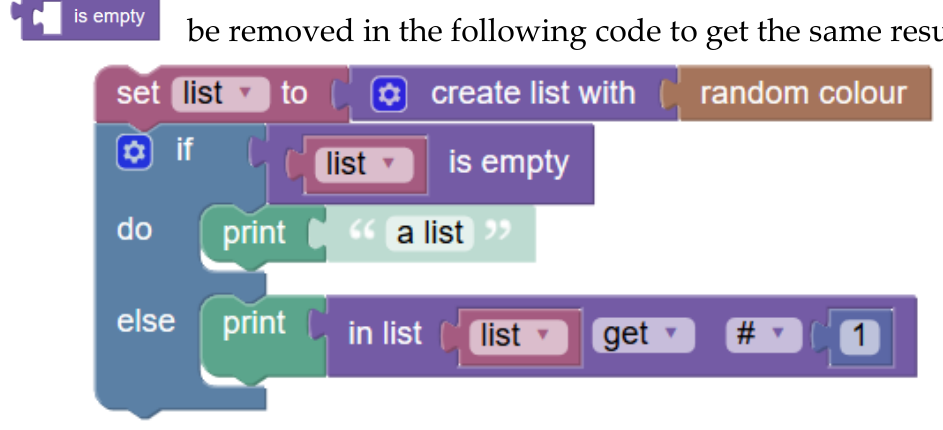 is empty be removed in the following code to get the same resu
set list to create list with random colour
if list is empty
do print “ a list ”
else print in list list get # 1